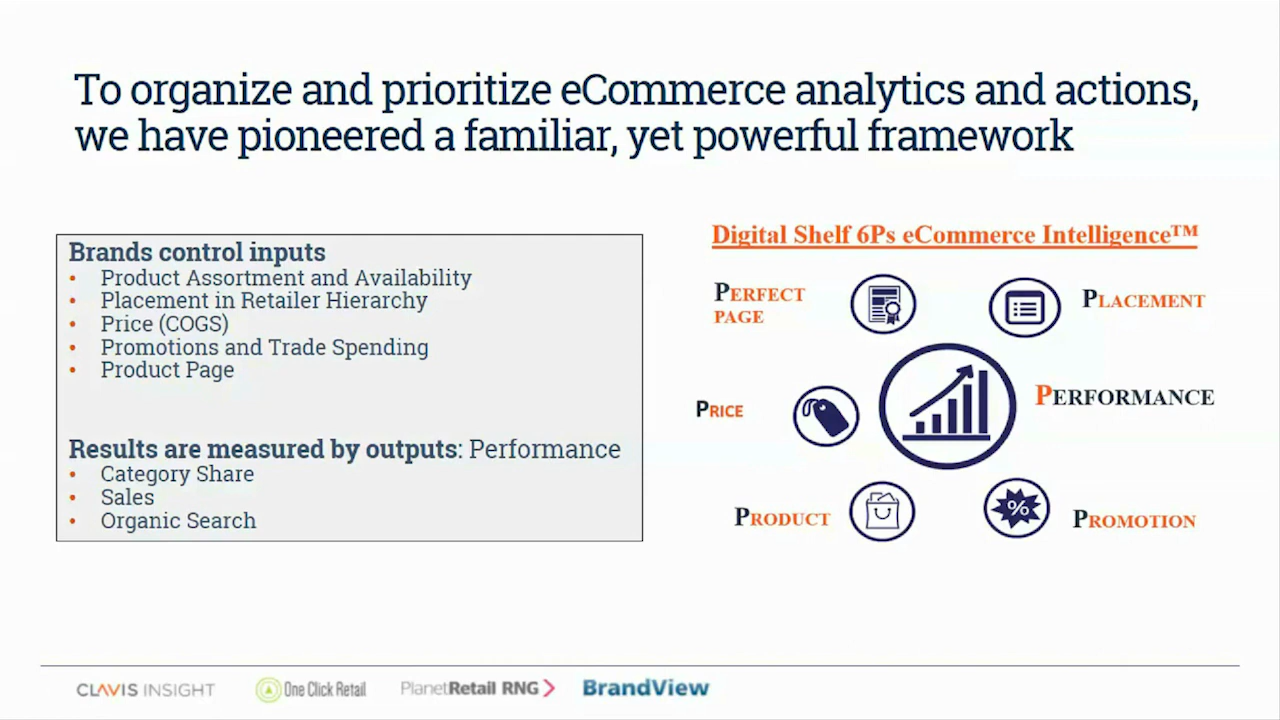 To organize and prioritize eCommerce analytics and actions,
we have pioneered a familiar, yet powerful framework
Brands control inputs
• Product Assortment and Availability
• Placement in Retailer Hierarchy
• Price (COGS)
• Promotions and Trade Spending
• Product Page
Results are measured by outputs: Performance
• Category Share
• Sales
• Organic Search
Digital Shelf 6Ps eCommerce Intelligence™
PERFECT
PAGE
PLACEMENT
PRICE
PERFORMANCE
PRODUCT
%
PROMOTION
CLAVIS INSIGHT
One Click Retail
PlanetRetail RNG
BrandView